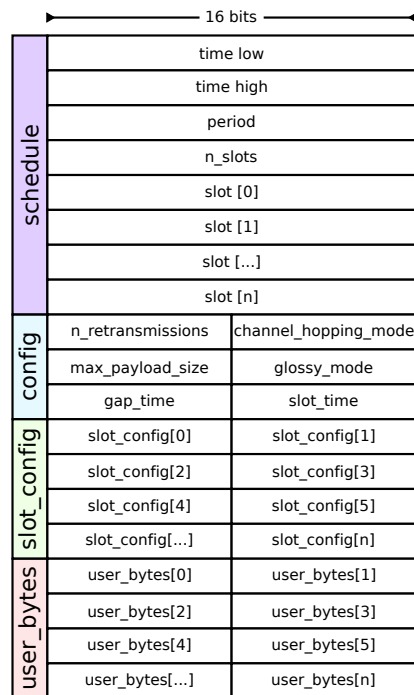 16 bits
schedule
time low
time high
period
n_slots
slot [0]
slot [1]
slot [...]
slot [n]
config
n_retransmissions channel_hopping_mode
max_payload_size glossy_mode
gap_time slot_time
slot_config
slot_config[0] slot_config[1]
slot_config[2] slot_config[3]
slot_config[4] slot_config[5]
slot_config[...] slot_config[n]
user_bytes
user_bytes[0] user_bytes[1]
user_bytes[2] user_bytes[3]
user_bytes[4] user_bytes[5]
user_bytes[...] user_bytes[n]